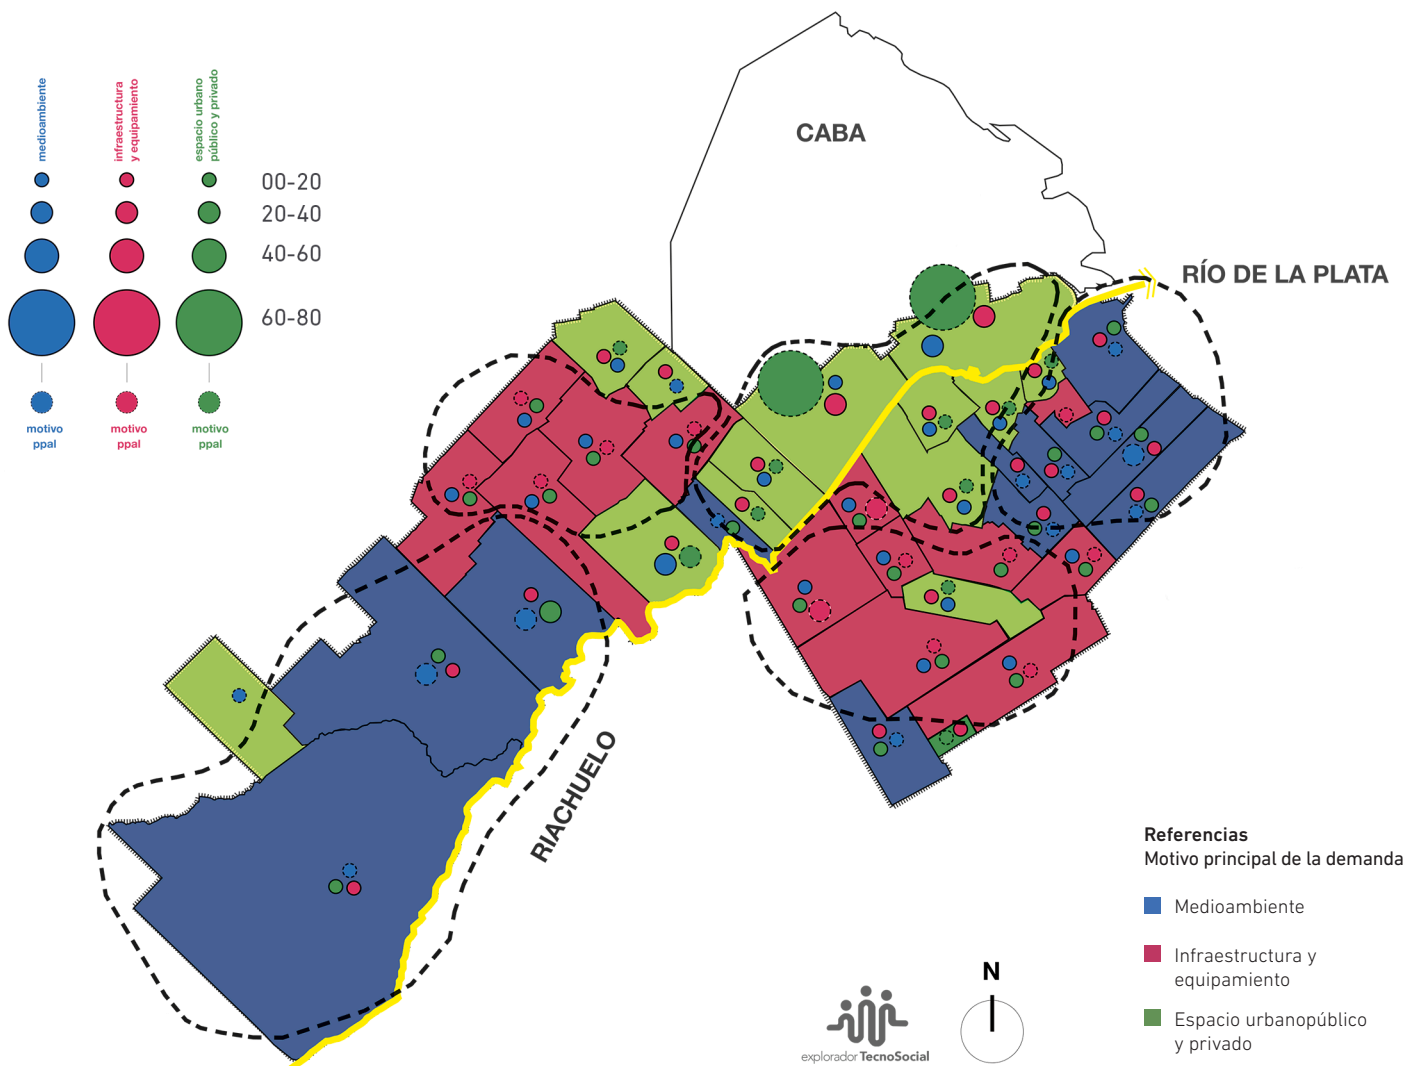 medioambiente
infraestructura
y equipamiento
espacio urbano
público y privado
00-20
20-40
40-60
60-80
motivo
ppal
motivo
ppal
motivo
ppal
CABA
RÍO DE LA PLATA
RIACHUELO
Referencias
Motivo principal de la demanda
Medioambiente
Infraestructura y
equipamiento
Espacio urbanopúblico
y privado
N
explorador TecnoSocial